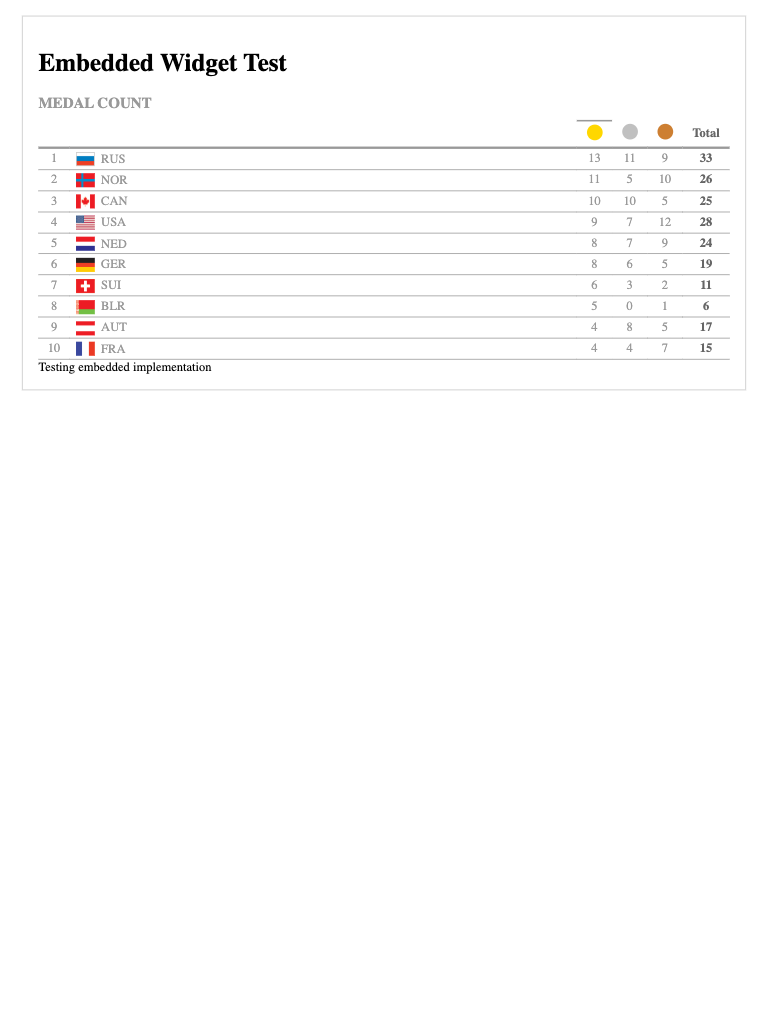 Embedded Widget Test
MEDAL COUNT
Total
1 RUS 13 11 9 33
2 NOR 11 5 10 26
3 CAN 10 10 5 25
4 USA 9 7 12 28
5 NED 8 7 9 24
6 GER 8 6 5 19
7 SUI 6 3 2 11
8 BLR 5 0 1 6
9 AUT 4 8 5 17
10 FRA 4 4 7 15
Testing embedded implementation